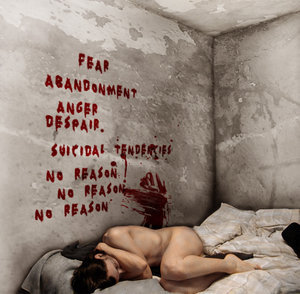 FEAR
ABANDONMENT
ANGER
DESPAIR.
SUICIDAL TENDENCIES
NO REASON
NO REASON
NO REASON